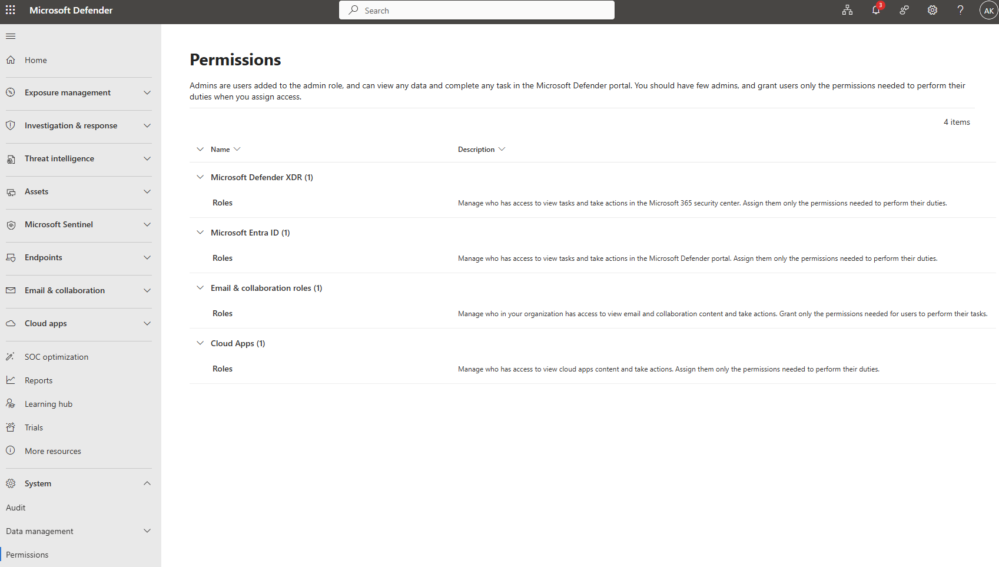 Microsoft Defender
Search
3
AK
Home
Exposure management
Investigation & response
Threat intelligence
Assets
Microsoft Sentinel
Endpoints
Email & collaboration
Cloud apps
SOC optimization
Reports
Learning hub
Trials
More resources
System
Audit
Data management
Permissions
Permissions
Admins are users added to the admin role, and can view any data and complete any task in the Microsoft Defender portal. You should have few admins, and grant users only the permissions needed to perform their
duties when you assign access.
4 items
Name Description
Microsoft Defender XDR (1)
Roles Manage who has access to view tasks and take actions in the Microsoft 365 security center. Assign them only the permissions needed to perform their duties.
Microsoft Entra ID (1)
Roles Manage who has access to view tasks and take actions in the Microsoft Defender portal. Assign them only the permissions needed to perform their duties.
Email & collaboration roles (1)
Roles Manage who in your organization has access to view email and collaboration content and take actions. Grant only the permissions needed for users to perform their tasks.
Cloud Apps (1)
Roles Manage who has access to view cloud apps content and take actions. Assign them only the permissions needed to perform their duties.